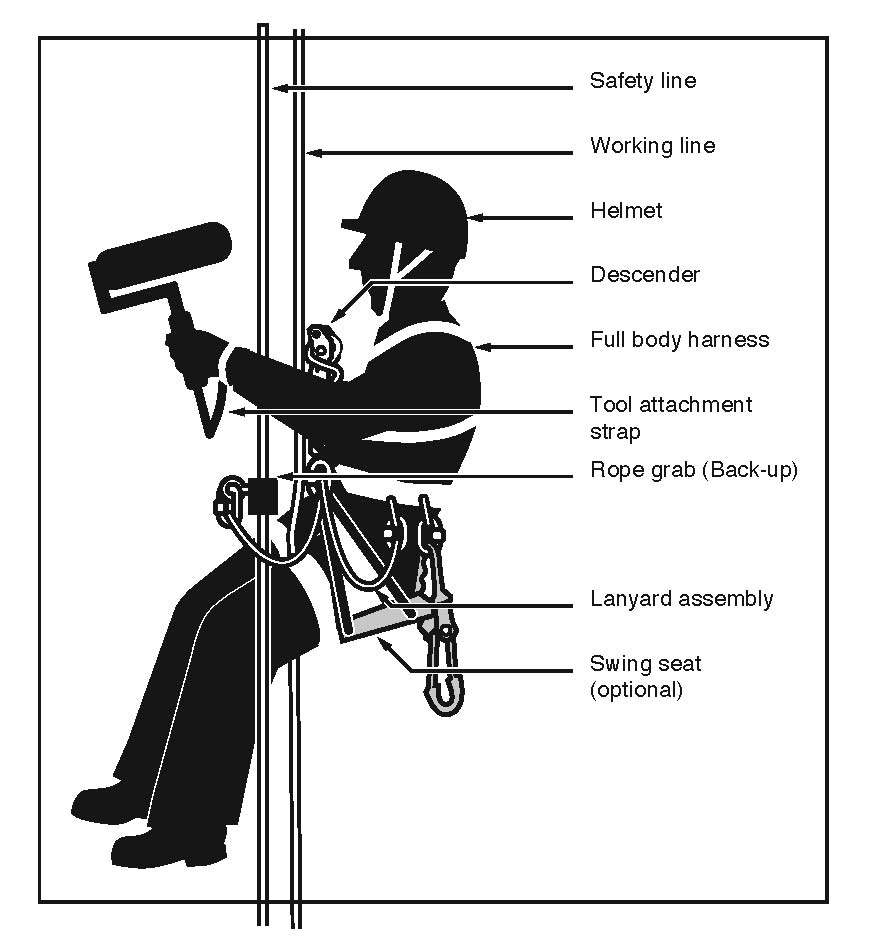 Safety line
Working line
Helmet
Descender
Full body harness
Tool attachment
strap
Rope grab (Back-up)
Lanyard assembly
Swing seat
(optional)